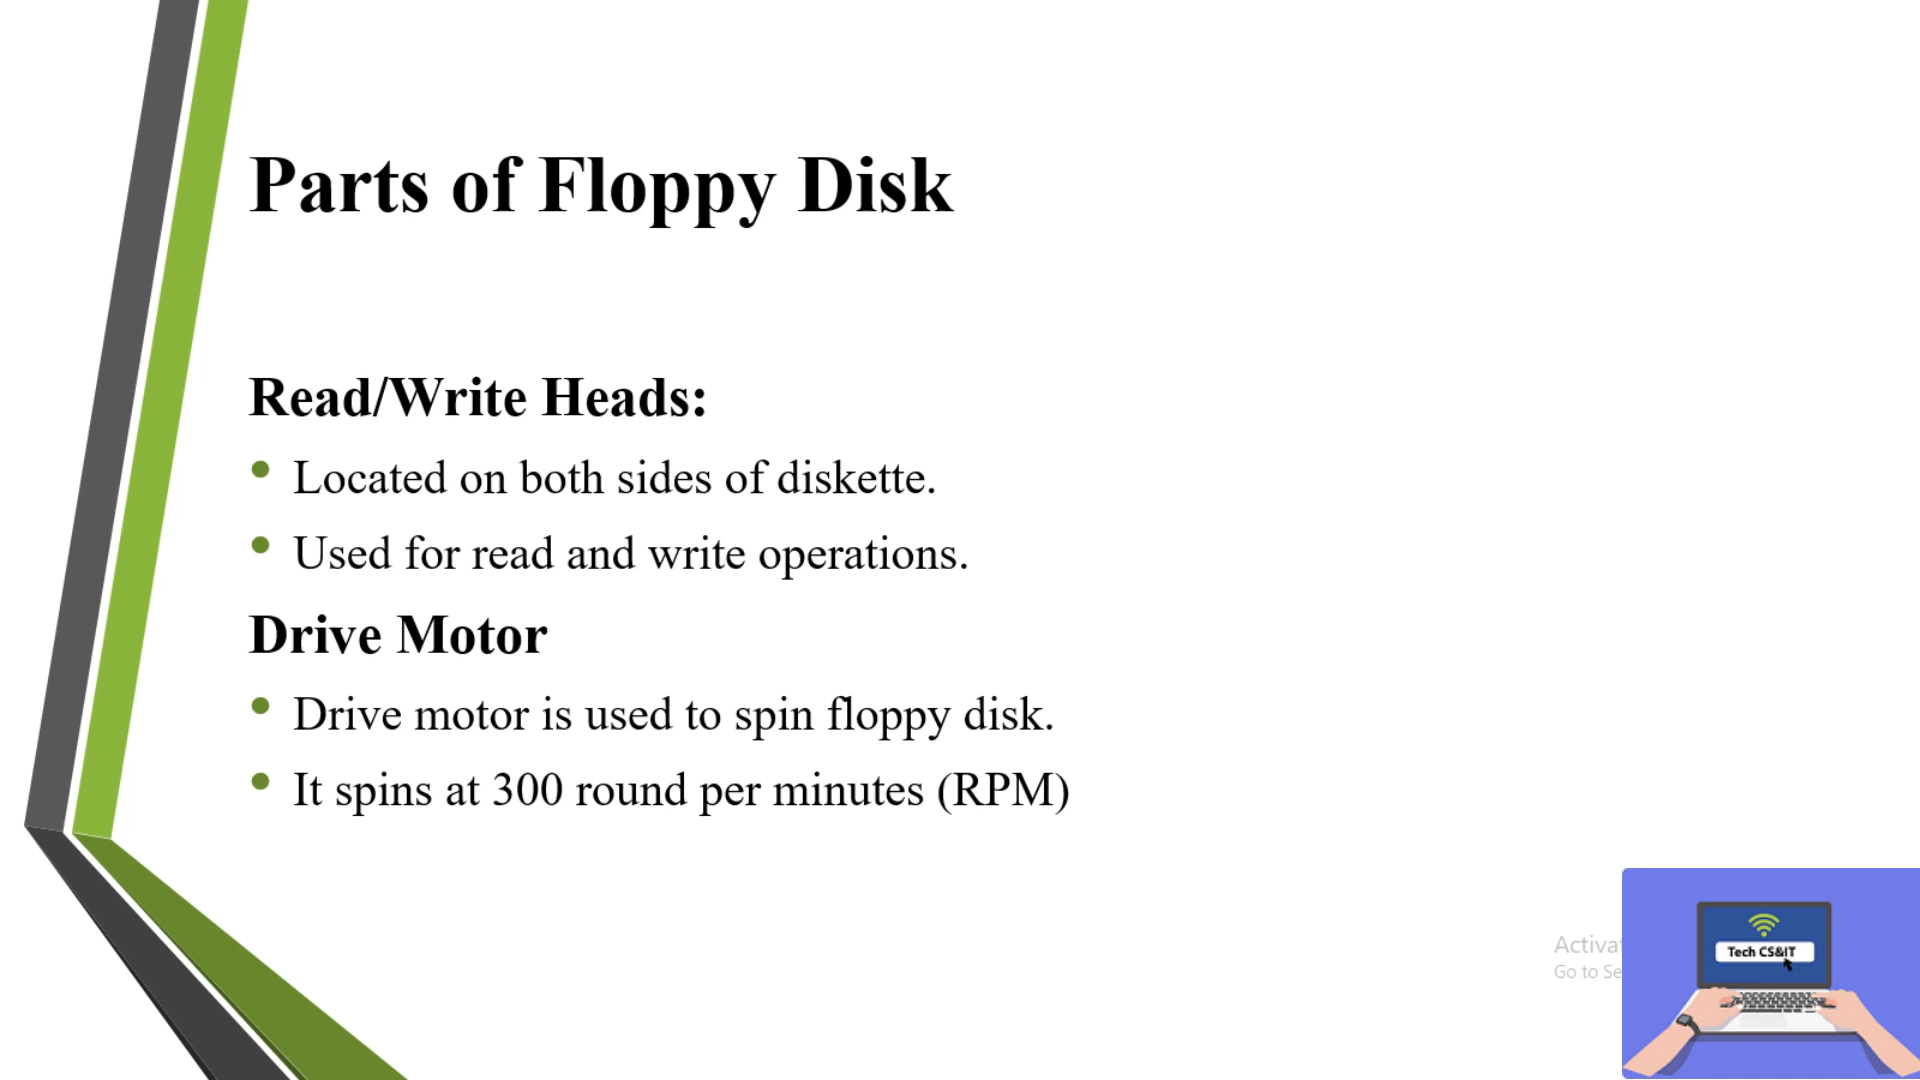 Parts of Floppy Disk
Read/Write Heads:
• Located on both sides of diskette.
• Used for read and write operations.
Drive Motor
• Drive motor is used to spin floppy disk.
• It spins at 300 round per minutes (RPM)
Go to
Tech CS&IT